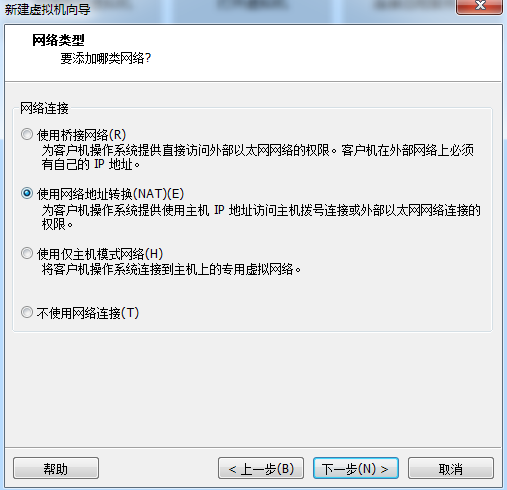 新建虚拟机向导
网络类型
要添加哪类网络?
网络连接
使用桥接网络(R)
为客户机操作系统提供直接访问外部以太网网络的权限。客户机在外部网络上必须
有自己的 IP 地址。
使用网络地址转换(NAT)(E)
为客户机操作系统提供使用主机 IP 地址访问主机拨号连接或外部以太网网络连接的
权限。
使用仅主机模式网络(H)
将客户机操作系统连接到主机上的专用虚拟网络。
不使用网络连接(T)
帮助
< 上一步(B)
下一步(N) >
取消